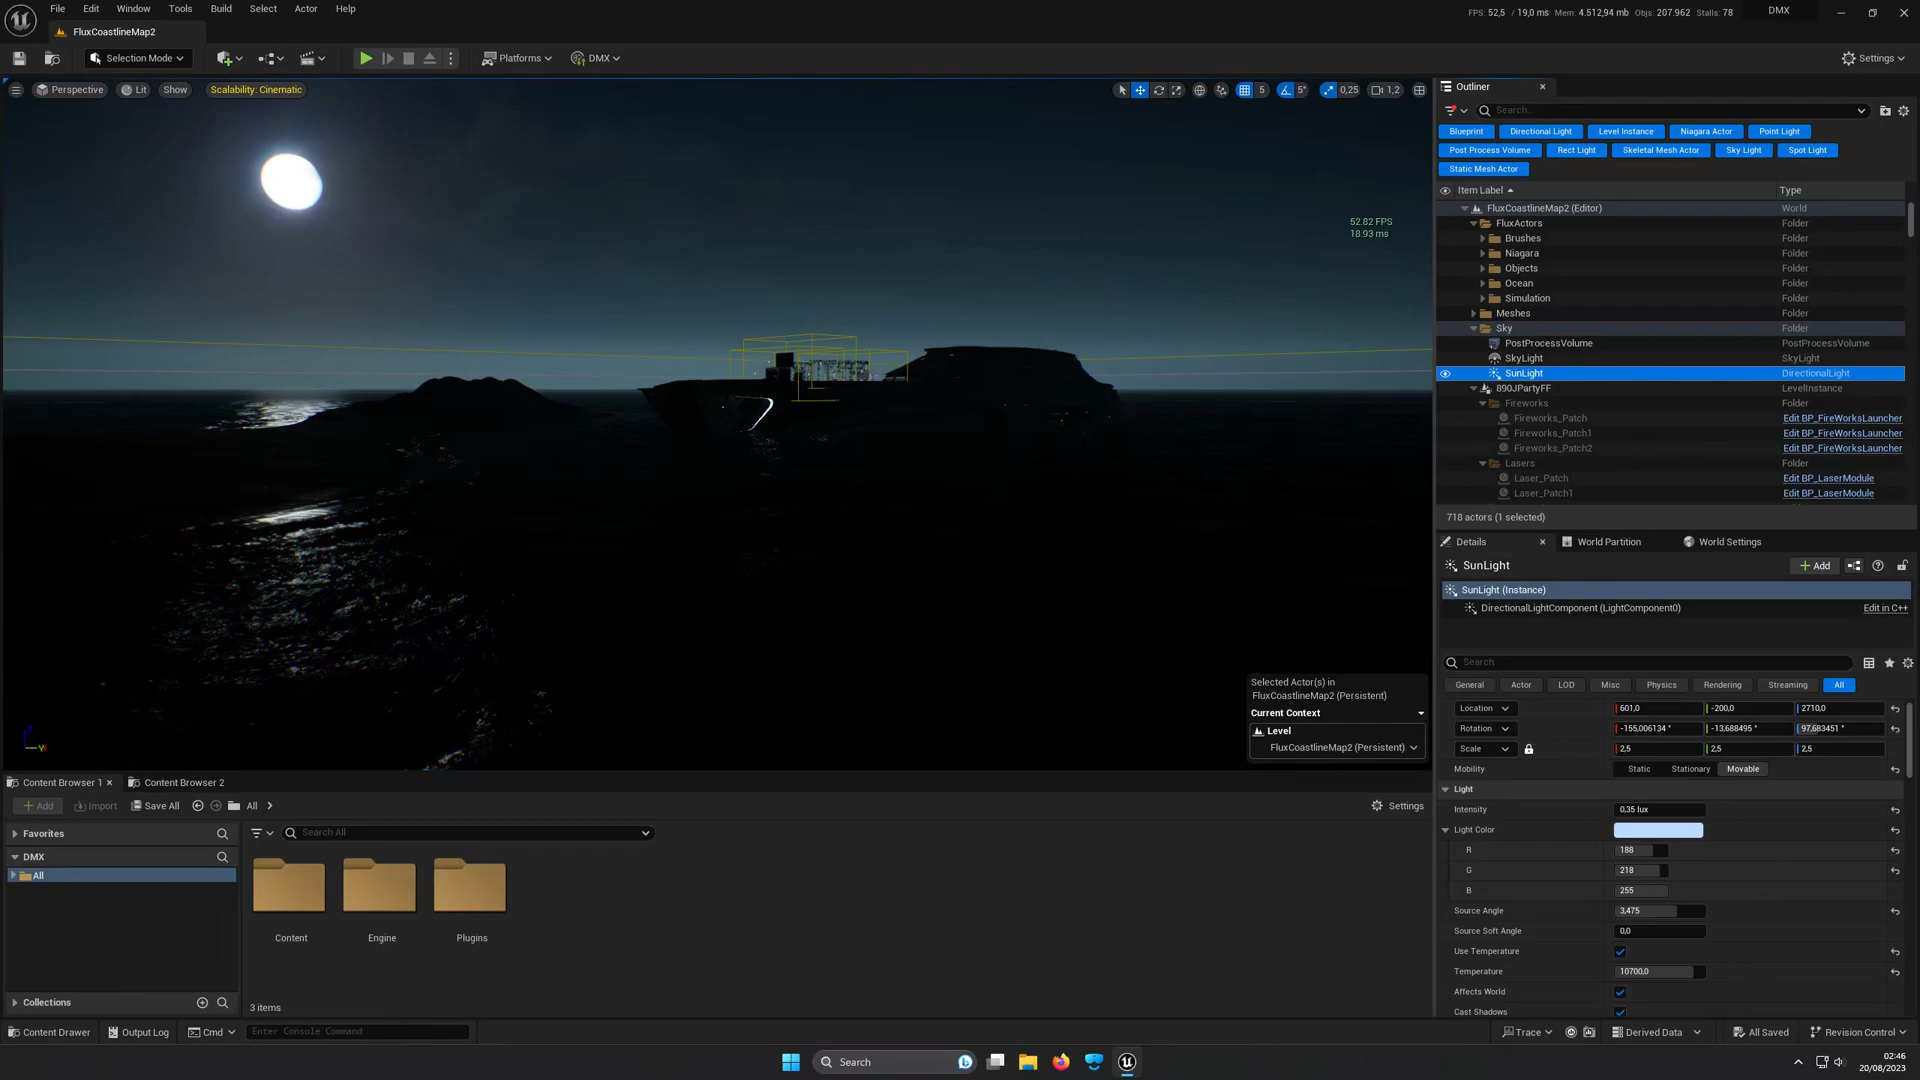 File Edit Window Tools Build Select Actor Help
FPS: 52,5 / 19,0 ms Mem: 4.512,94 mb Objs: 207.962 Stalls: 78 DMX
FluxCoastlineMap2
Selection Mode Platforms DMX Settings
Perspective Lit Show Scalability: Cinematic 5 5° 0,25 1,2
52.82 FPS
18.93 ms
Selected Actor(s) in
FluxCoastlineMap2 (Persistent)
Current Context
Level
FluxCoastlineMap2 (Persistent)
Outliner
Search...
Blueprint Directional Light Level Instance Niagara Actor Point Light
Post Process Volume Rect Light Skeletal Mesh Actor Sky Light Spot Light
Static Mesh Actor
Item Label Type
FluxCoastlineMap2 (Editor) World
FluxActors Folder
Brushes Folder
Niagara Folder
Objects Folder
Ocean Folder
Simulation Folder
Meshes Folder
Sky Folder
PostProcessVolume PostProcessVolume
SkyLight SkyLight
SunLight DirectionalLight
890JPartyFF LevelInstance
Fireworks Folder
Fireworks_Patch Edit BP_FireWorksLauncher
Fireworks_Patch1 Edit BP_FireWorksLauncher
Fireworks_Patch2 Edit BP_FireWorksLauncher
Lasers Folder
Laser_Patch Edit BP_LaserModule
Laser_Patch1 Edit BP_LaserModule
718 actors (1 selected)
Details World Partition World Settings
SunLight Add
SunLight (Instance)
DirectionalLightComponent (LightComponent0) Edit in C++
Search
General Actor LOD Misc Physics Rendering Streaming All
Location 601,0 -200,0 2710,0
Rotation -155,006134 ° -13,688495 ° 97,683451 °
Scale 2,5 2,5 2,5
Mobility Static Stationary Movable
Light
Intensity 0,35 lux
Light Color
R 188
G 218
B 255
Source Angle 3,475
Source Soft Angle 0,0
Use Temperature
Temperature 10700,0
Affects World
Cast Shadows
Content Browser 1 Content Browser 2
Add Import Save All All Settings
Favorites
DMX
All
Collections
Search All
Content Engine Plugins
3 items
Content Drawer Output Log Cmd Enter Console Command Trace Derived Data All Saved Revision Control
Search
02:46
20/08/2023